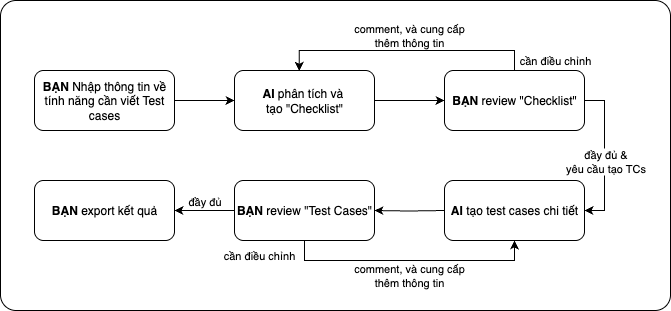 comment, và cung cấp
thêm thông tin
cần điều chỉnh
BẠN Nhập thông tin về
tính năng cần viết Test
cases
AI phân tích và
tạo "Checklist"
BẠN review "Checklist"
đầy đủ &
yêu cầu tạo TCs
BẠN export kết quả
đầy đủ
BẠN review "Test Cases"
AI tạo test cases chi tiết
cần điều chỉnh
comment, và cung cấp
thêm thông tin